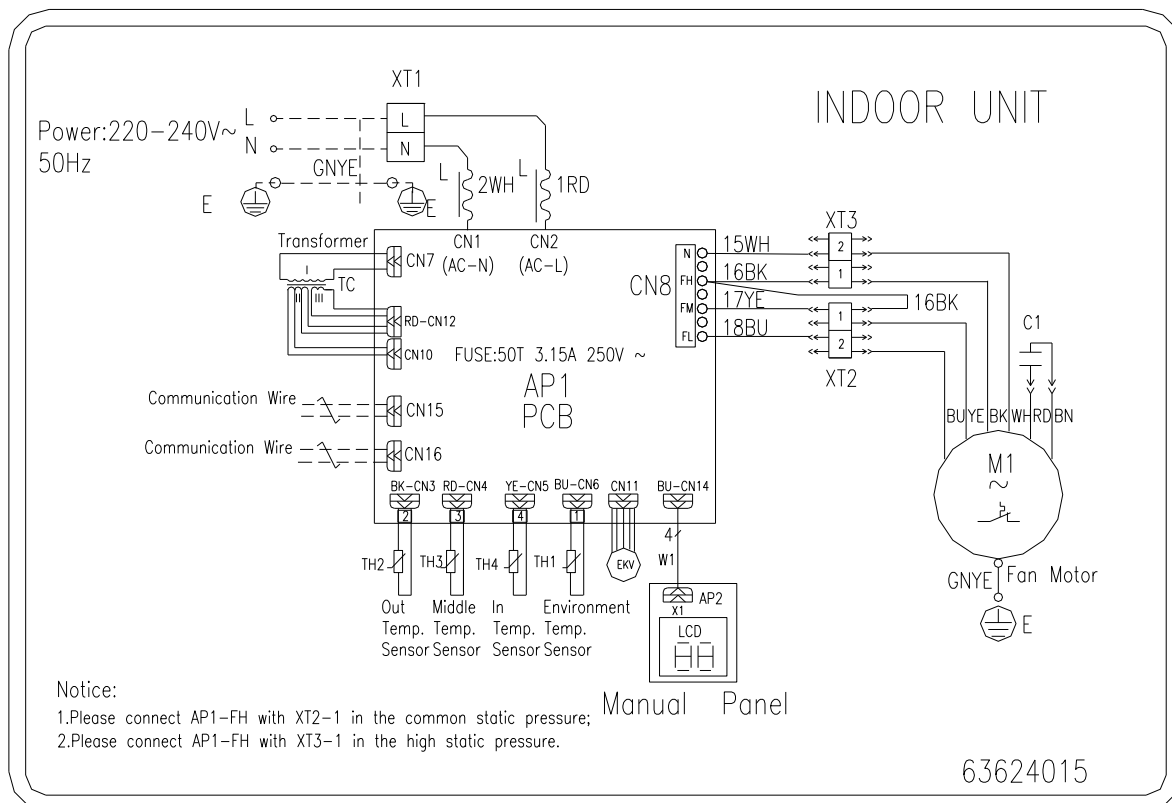 INDOOR UNIT
XT1
Power:220-240V~
50Hz
L
N
L
N
GNYE
E
E
L
2WH
L
1RD
Transformer
I
II
III
TC
CN7
CN1
(AC-N)
CN2
(AC-L)
RD-CN12
CN10
FUSE:50T 3.15A 250V ~
AP1
PCB
CN8
N
FH
FM
FL
15WH
16BK
17YE
18BU
16BK
XT3
2
1
1
2
XT2
C1
Communication Wire
CN15
Communication Wire
CN16
BU
YE
BK
WH
RD
BN
M1
~
GNYE
Fan Motor
E
BK-CN3
RD-CN4
YE-CN5
BU-CN6
CN11
BU-CN14
2
3
4
1
4
W1
TH2
TH3
TH4
TH1
EKV
Out
Temp.
Sensor
Middle
Temp.
Sensor
In
Temp.
Sensor
Environment
Temp.
Sensor
X1
AP2
LCD
Manual Panel
Notice:
1.Please connect AP1-FH with XT2-1 in the common static pressure;
2.Please connect AP1-FH with XT3-1 in the high static pressure.
63624015